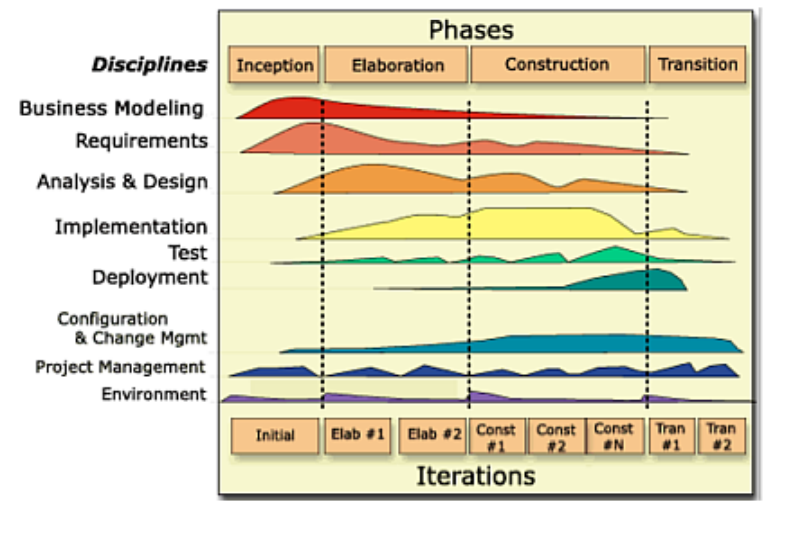 Phases
Disciplines
Inception
Elaboration
Construction
Transition
Business Modeling
Requirements
Analysis & Design
Implementation
Test
Deployment
Configuration
& Change Mgmt
Project Management
Environment
Initial
Elab #1
Elab #2
Const
#1
Const
#2
Const
#N
Tran
#1
Tran
#2
Iterations